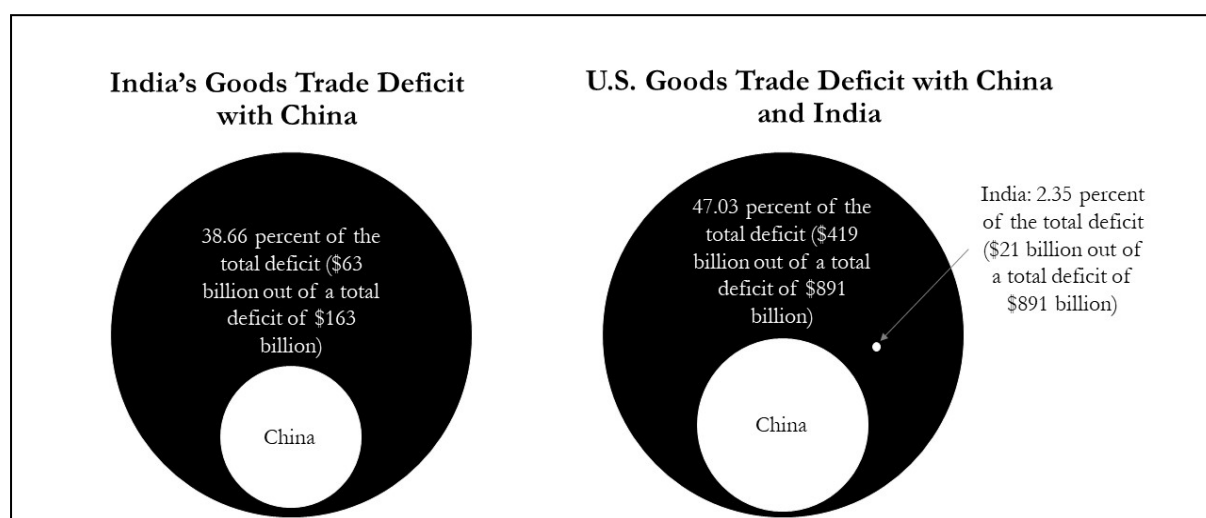 India's Goods Trade Deficit
with China
38.66 percent of the
total deficit ($63
billion out of a total
deficit of $163
billion)
China
U.S. Goods Trade Deficit with China
and India
47.03 percent of the
total deficit ($419
billion out of a total
deficit of $891
billion)
China
India: 2.35 percent
of the total deficit
($21 billion out of
a total deficit of
$891 billion)